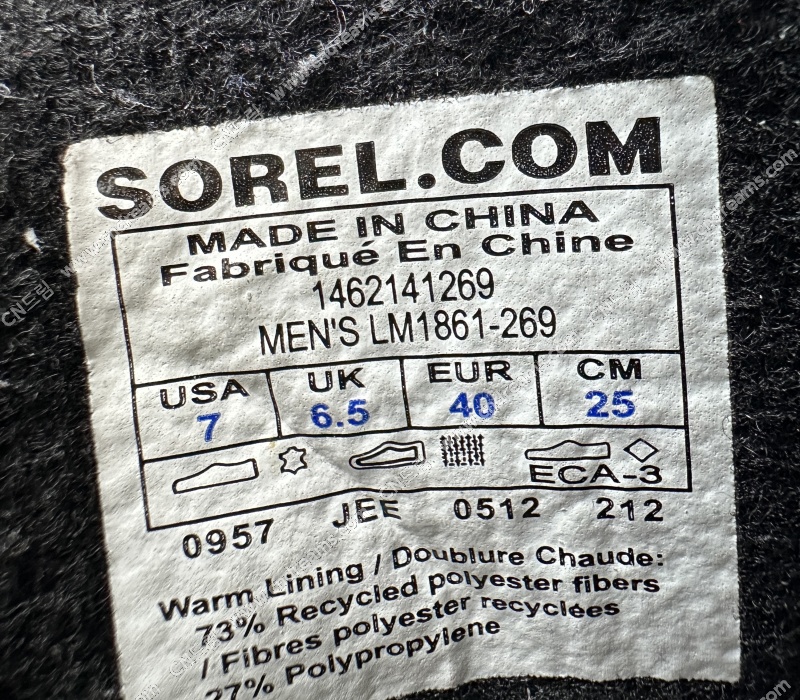 SOREL.COM
MADE IN CHINA
Fabriqué En Chine
1462141269
MEN'S LM1861-269
USA UK EUR CM
7 6.5 40 25
ECA-3
0957 JEE 0512 212
Warm Lining / Doublure Chaude:
73% Recycled polyester fibers
/ Fibres polyester recyclées
27% Polypropylene